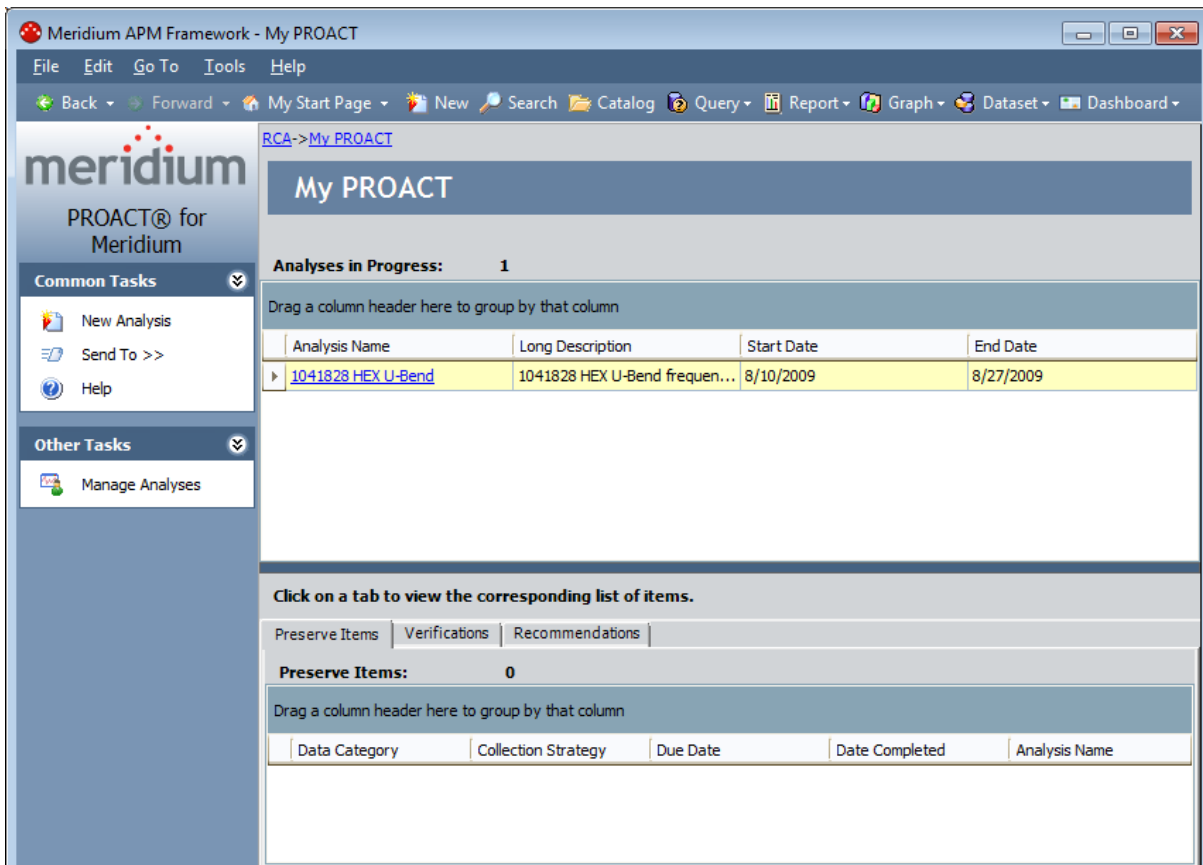 Meridium APM Framework - My PROACT
File Edit Go To Tools Help
Back Forward My Start Page New Search Catalog Query Report Graph Dataset Dashboard
meridium
PROACT® for
Meridium
Common Tasks
New Analysis
Send To >>
Help
Other Tasks
Manage Analyses
RCA->My PROACT
My PROACT
Analyses in Progress: 1
Drag a column header here to group by that column
Analysis Name Long Description Start Date End Date
1041828 HEX U-Bend 1041828 HEX U-Bend frequen... 8/10/2009 8/27/2009
Click on a tab to view the corresponding list of items.
Preserve Items Verifications Recommendations
Preserve Items: 0
Drag a column header here to group by that column
Data Category Collection Strategy Due Date Date Completed Analysis Name